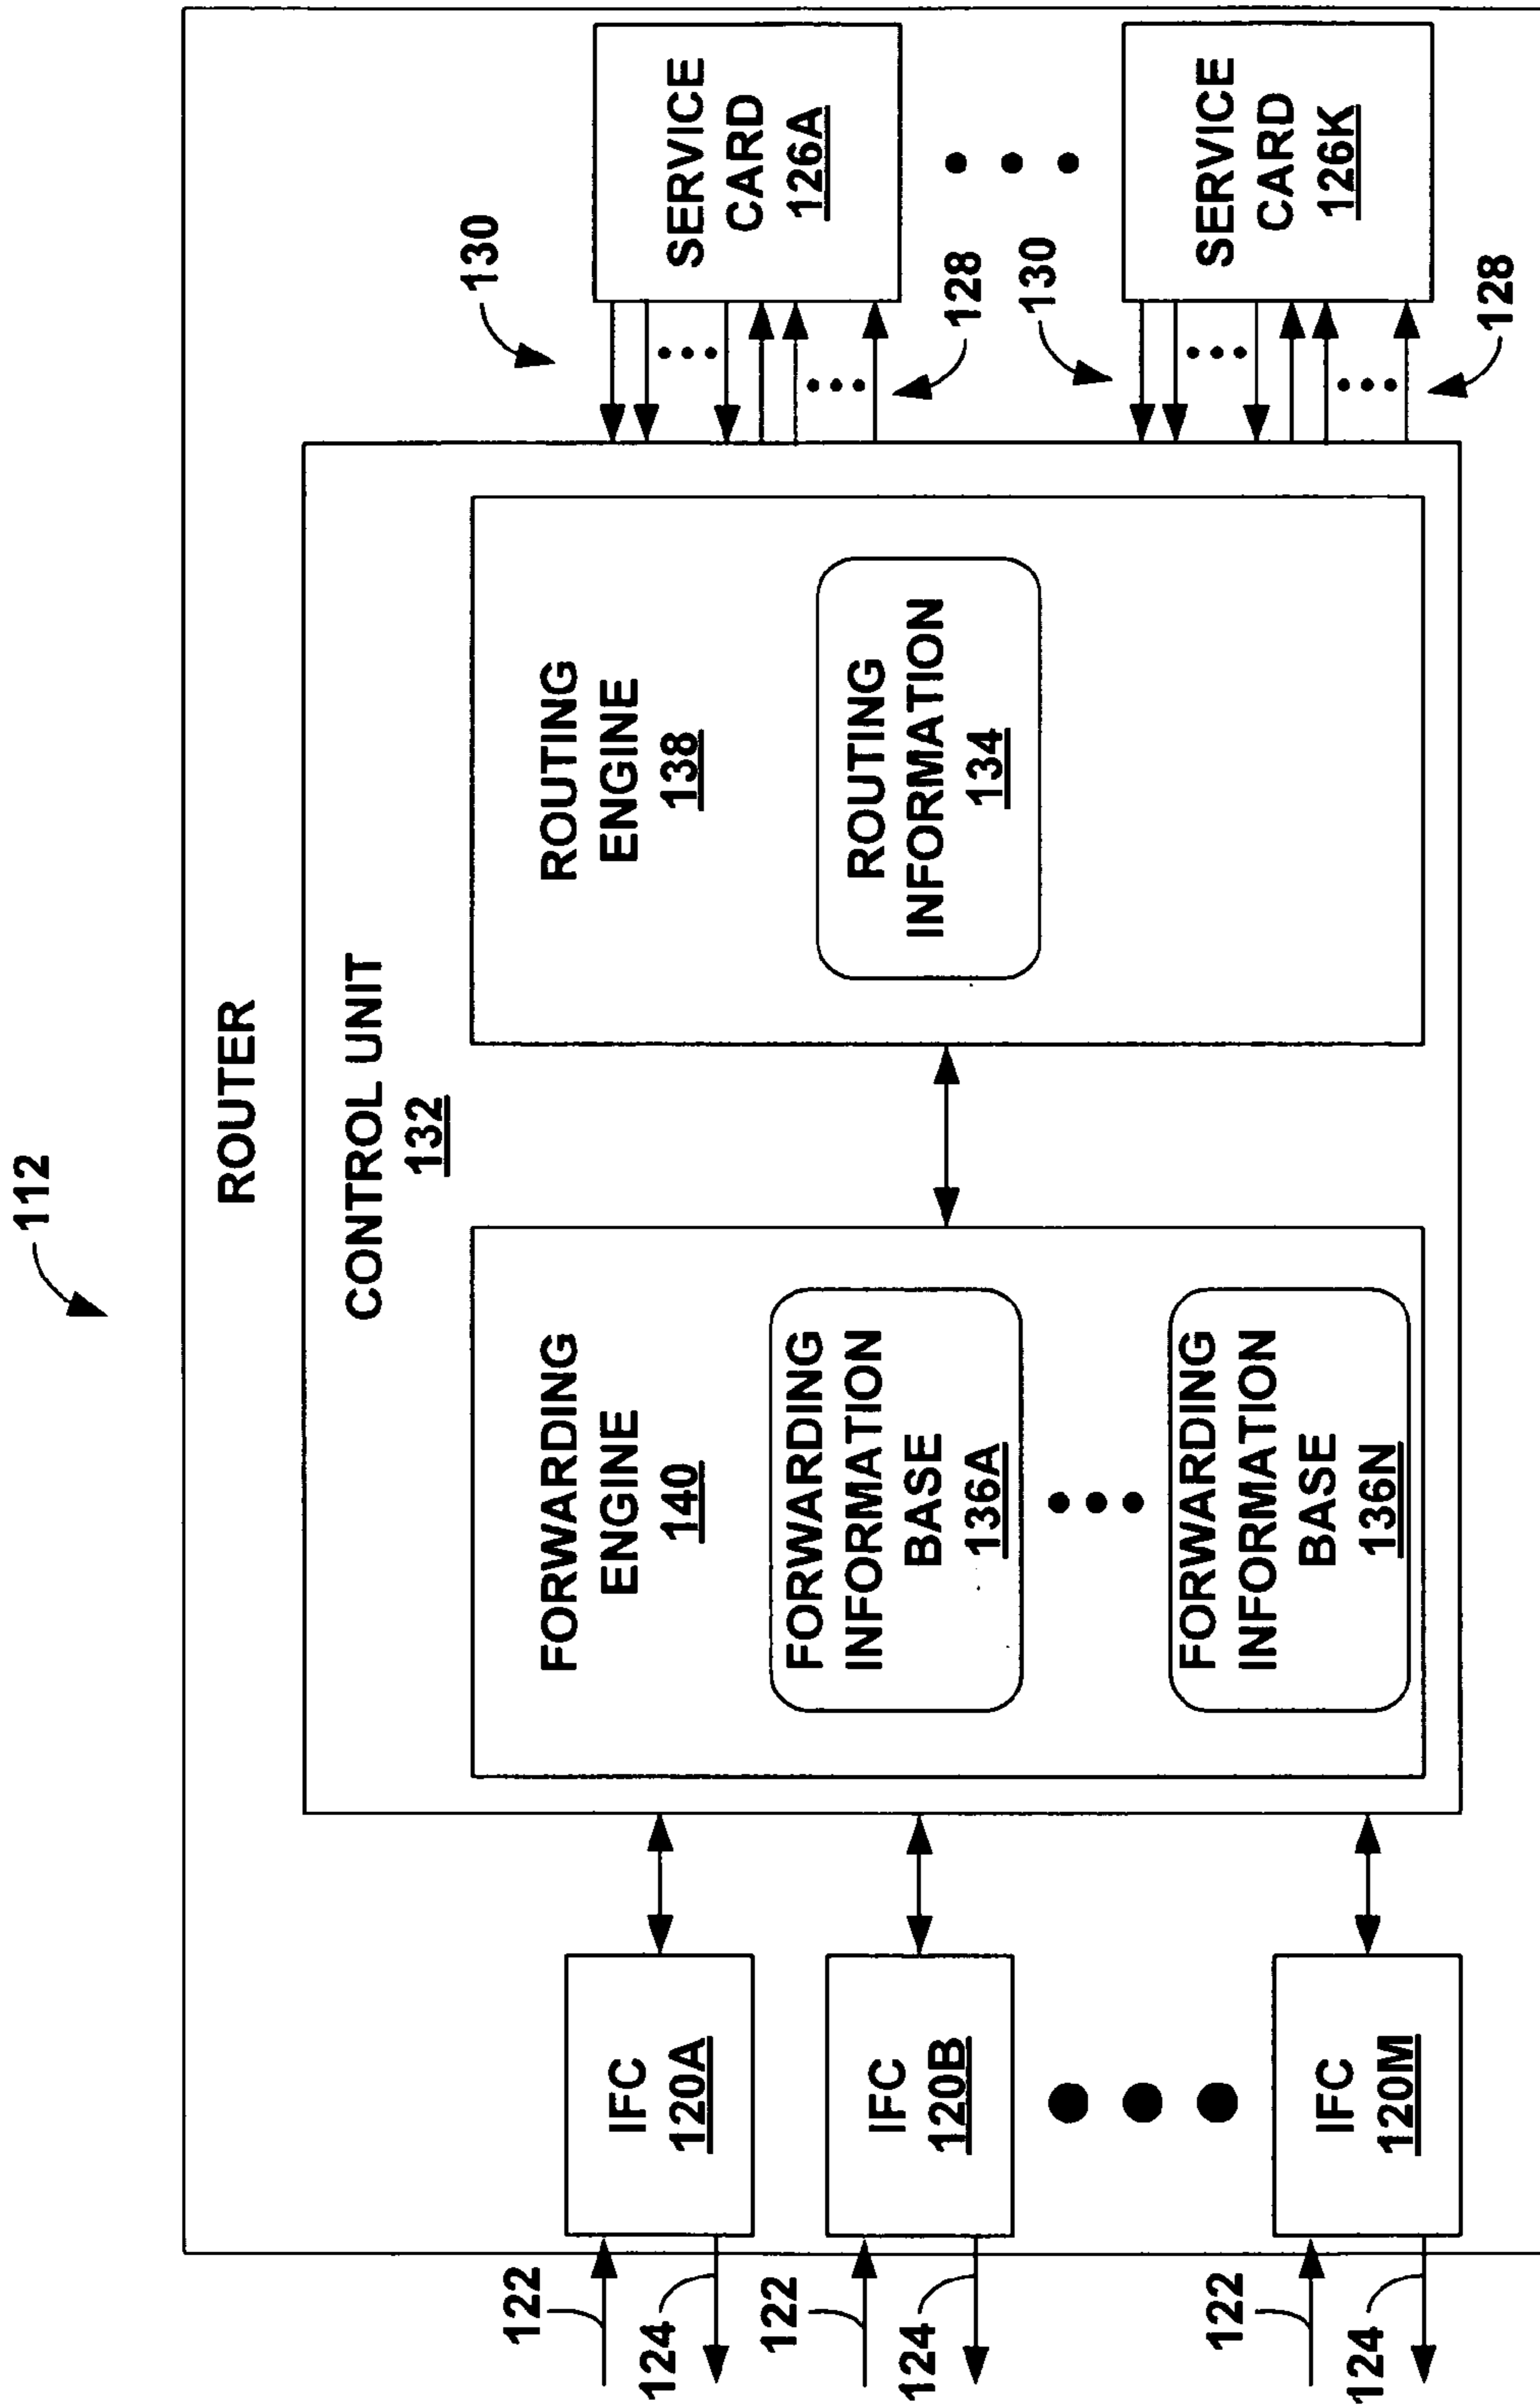 112
ROUTER
CONTROL UNIT
132
FORWARDING
ENGINE
140
FORWARDING
INFORMATION
BASE
136A
FORWARDING
INFORMATION
BASE
136N
ROUTING
ENGINE
138
ROUTING
INFORMATION
134
IFC
120A
122
124
IFC
120B
122
124
IFC
120M
122
124
130
SERVICE
CARD
126A
128
130
SERVICE
CARD
126K
128